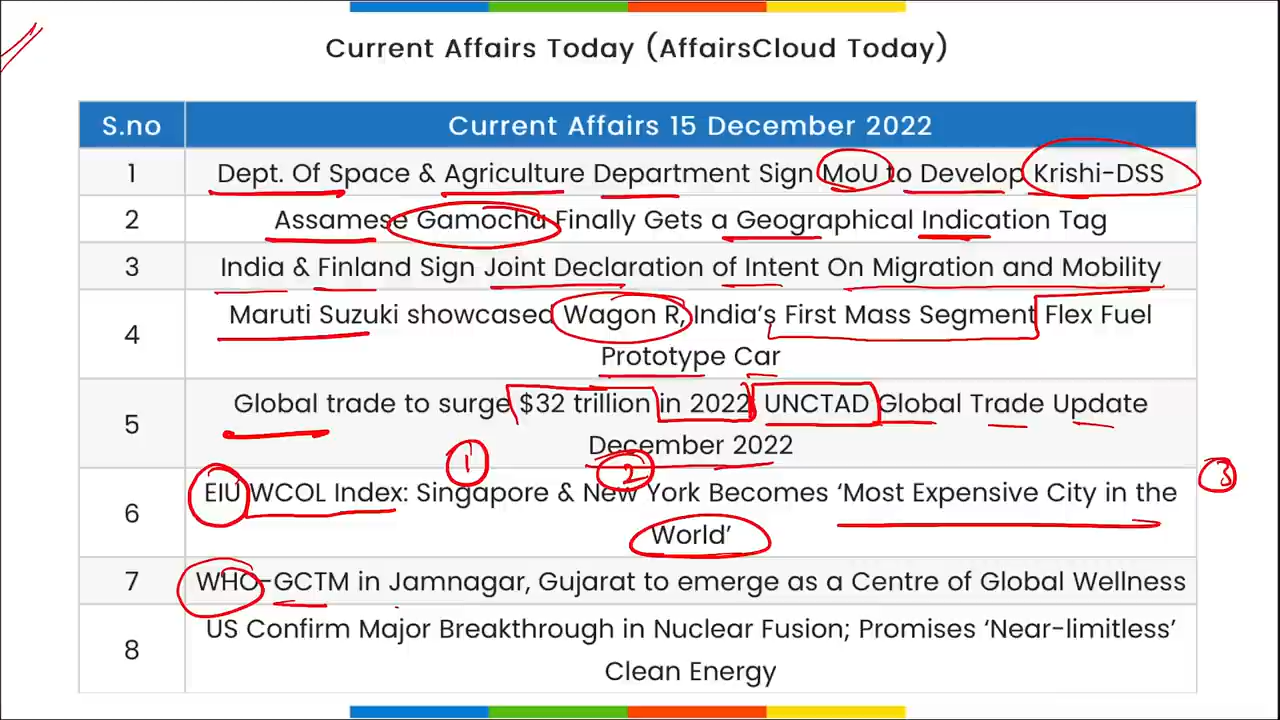 Current Affairs Today (AffairsCloud Today)
S.no Current Affairs 15 December 2022
1 Dept. Of Space & Agriculture Department Sign MoU to Develop Krishi-DSS
2 Assamese Gamocha Finally Gets a Geographical Indication Tag
3 India & Finland Sign Joint Declaration of Intent On Migration and Mobility
4 Maruti Suzuki showcased Wagon R, India's First Mass Segment Flex Fuel
Prototype Car
5 Global trade to surge $32 trillion in 2022 UNCTAD Global Trade Update
December 2022
1 2 3
6 EIU WCOL Index: Singapore & New York Becomes 'Most Expensive City in the
World'
7 WHO-GCTM in Jamnagar, Gujarat to emerge as a Centre of Global Wellness
8 US Confirm Major Breakthrough in Nuclear Fusion; Promises 'Near-limitless'
Clean Energy